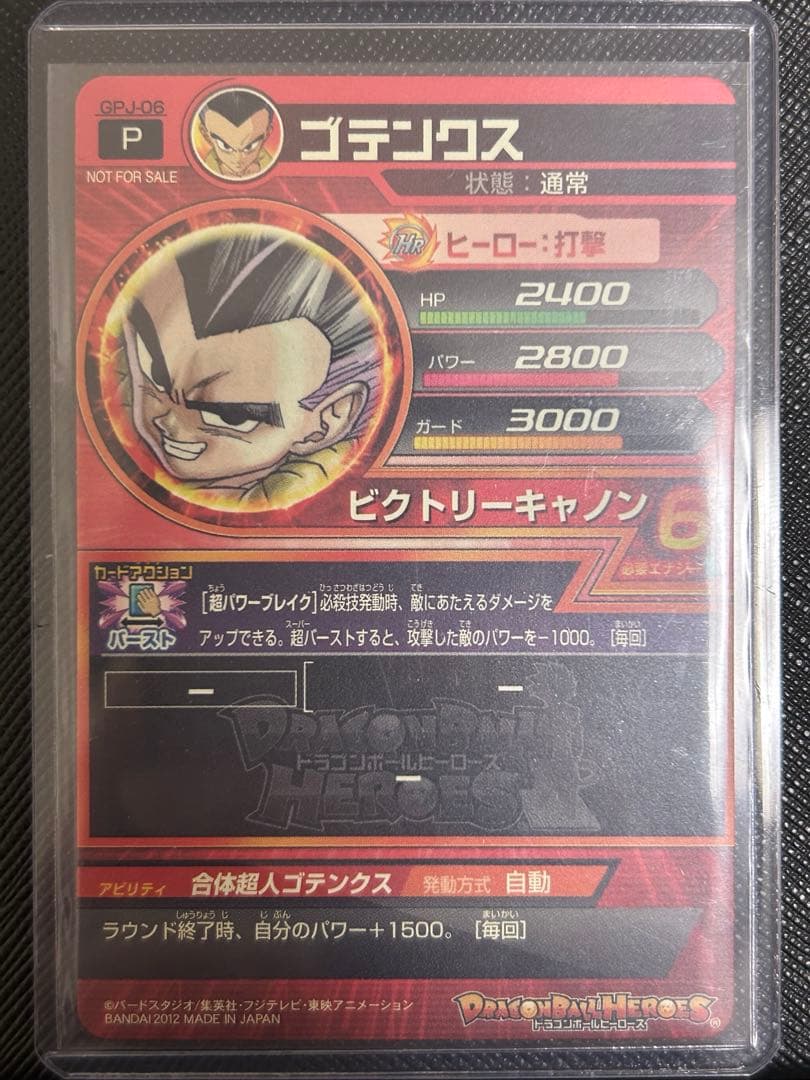 GPJ-06
P
NOT FOR SALE
ゴテンクス
状態：通常
HR ヒーロー：打撃
HP 2400
パワー 2800
ガード 3000
ビクトリーキャノン 6
必要エナジー
カードアクション
バースト
[超パワーブレイク]必殺技発動時、敵にあたえるダメージを
アップできる。超バーストすると、攻撃した敵のパワーを－1000。[毎回]
－ －
－
DRAGON BALL
ドラゴンボールヒーローズ
HEROES
アビリティ 合体超人ゴテンクス 発動方式 自動
ラウンド終了時、自分のパワー＋1500。[毎回]
©バードスタジオ/集英社・フジテレビ・東映アニメーション
BANDAI 2012 MADE IN JAPAN
DRAGON BALL HEROES
ドラゴンボールヒーローズ